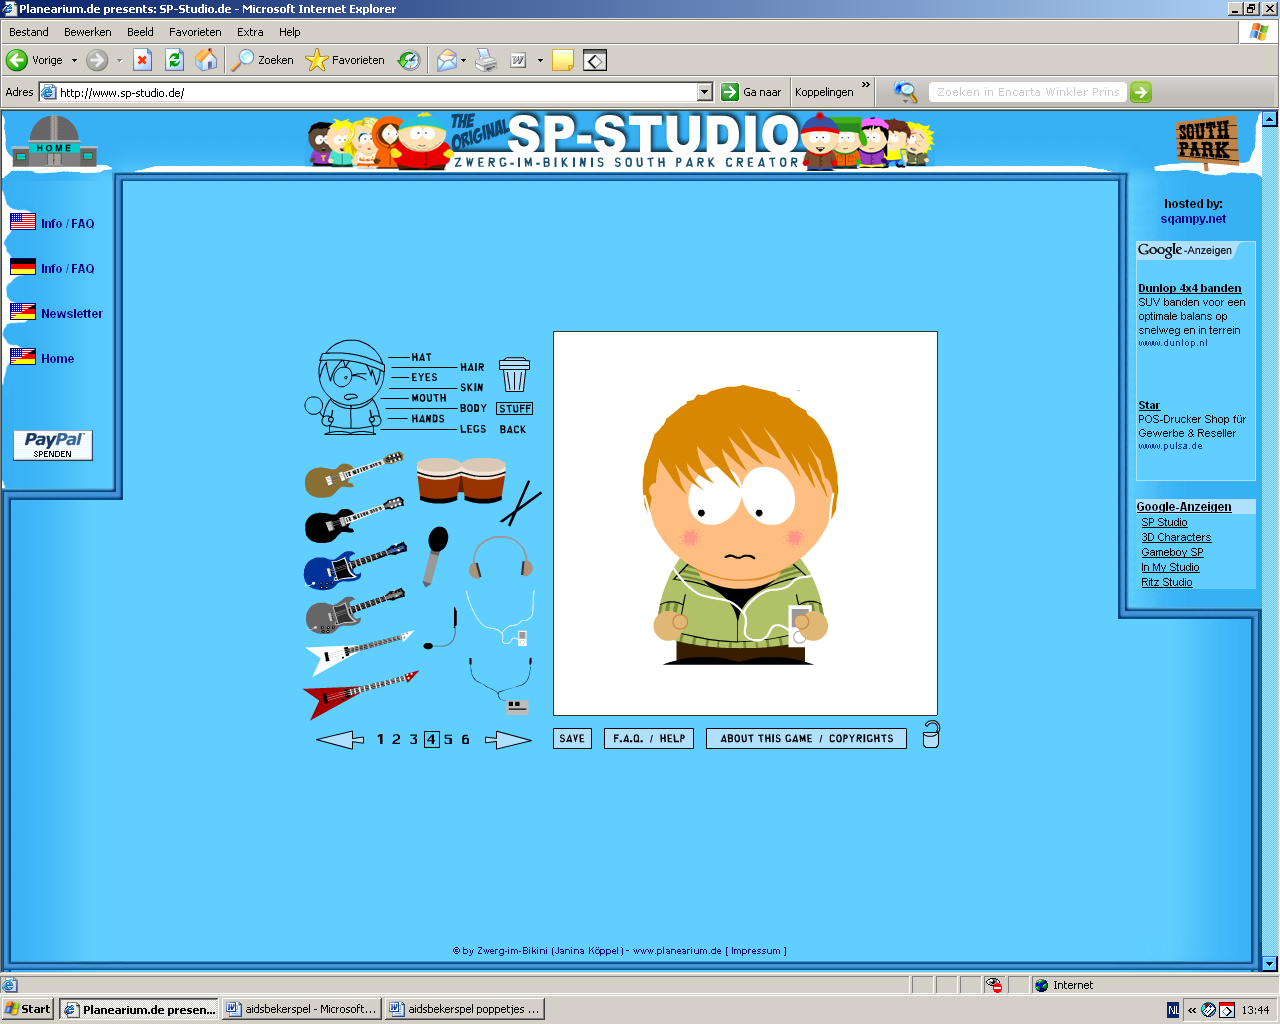 Planearium.de presents: SP-Studio.de - Microsoft Internet Explorer
Bestand Bewerken Beeld Favorieten Extra Help
Vorige Zoeken Favorieten
Adres http://www.sp-studio.de/ Ga naar Koppelingen » Zoeken in Encarta Winkler Prins
HOME
THE ORIGINAL SP-STUDIO
ZWERG-IM-BIKINIS SOUTH PARK CREATOR
SOUTH PARK
Info / FAQ
Info / FAQ
Newsletter
Home
PayPal
SPENDEN
HAT
HAIR
EYES
SKIN
MOUTH
BODY STUFF
HANDS
LEGS BACK
1 2 3 4 5 6
SAVE F.A.Q. / HELP ABOUT THIS GAME / COPYRIGHTS
hosted by:
sqampy.net
Google-Anzeigen
Dunlop 4x4 banden
SUV banden voor een
optimale balans op
snelweg en in terrein
www.dunlop.nl
Star
POS-Drucker Shop für
Gewerbe & Reseller
www.pulsa.de
Google-Anzeigen
SP Studio
3D Characters
Gameboy SP
In My Studio
Ritz Studio
© by Zwerg-im-Bikini (Janina Köppel) - www.planearium.de [ Impressum ]
Internet
Start Planearium.de presen... aidsbekerspel - Microsoft... aidsbekerspel poppetjes ... NL « 13:44